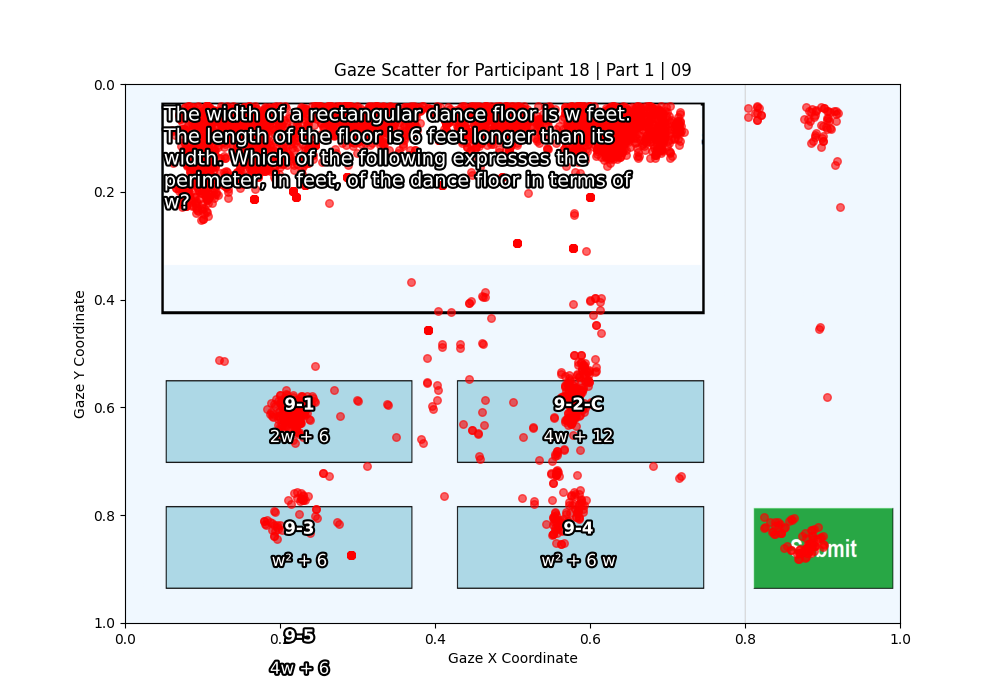 Gaze Scatter for Participant 18 | Part 1 | 09
The width of a rectangular dance floor is w feet.
The length of the floor is 6 feet longer than its
width. Which of the following expresses the
perimeter, in feet, of the dance floor in terms of
w?
9-1
2w + 6
9-2-C
4w + 12
9-3
w² + 6
9-4
w² + 6 w
Submit
9-5
4w + 6
0.0
0.2
0.4
0.6
0.8
1.0
Gaze Y Coordinate
0.0 0.2 0.4 0.6 0.8 1.0
Gaze X Coordinate